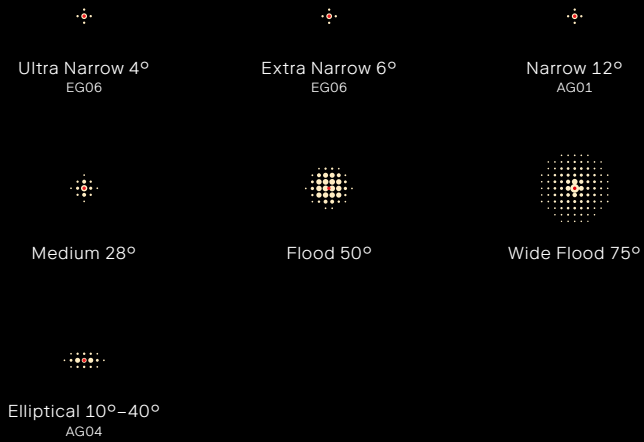 Ultra Narrow 4°
EG06
Extra Narrow 6°
EG06
Narrow 12°
AG01
Medium 28°
Flood 50°
Wide Flood 75°
Elliptical 10°–40°
AG04